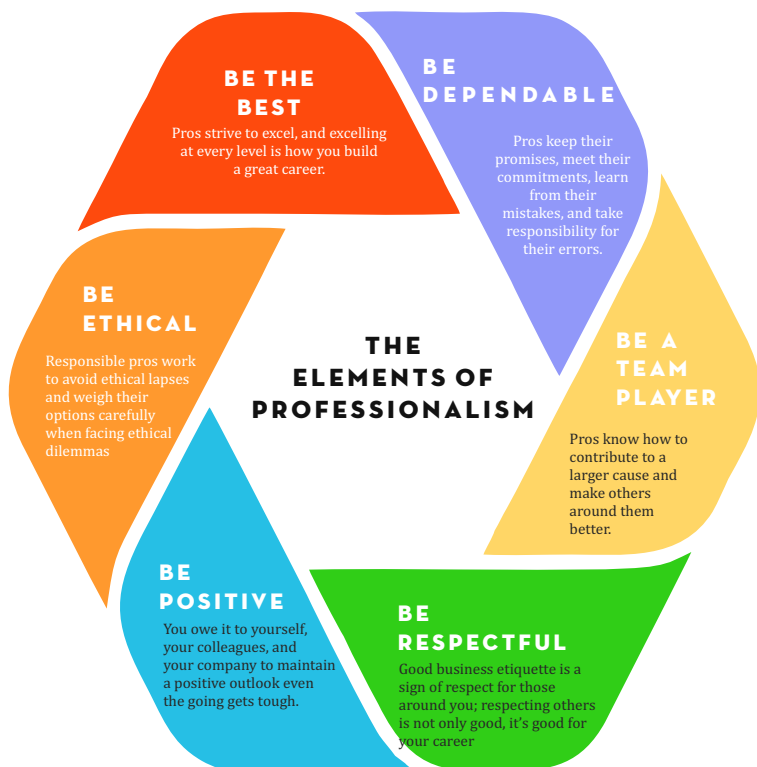 BE THE
BEST
Pros strive to excel, and excelling
at every level is how you build
a great career.
BE
DEPENDABLE
Pros keep their
promises, meet their
commitments, learn
from their
mistakes, and take
responsibility for
their errors.
BE A
TEAM
PLAYER
Pros know how to
contribute to a
larger cause and
make others
around them
better.
BE
RESPECTFUL
Good business etiquette is a
sign of respect for those
around you; respecting others
is not only good, it’s good for
your career
BE
POSITIVE
You owe it to yourself,
your colleagues, and
your company to maintain
a positive outlook even
the going gets tough.
BE
ETHICAL
Responsible pros work
to avoid ethical lapses
and weigh their
options carefully
when facing ethical
dilemmas
THE
ELEMENTS OF
PROFESSIONALISM